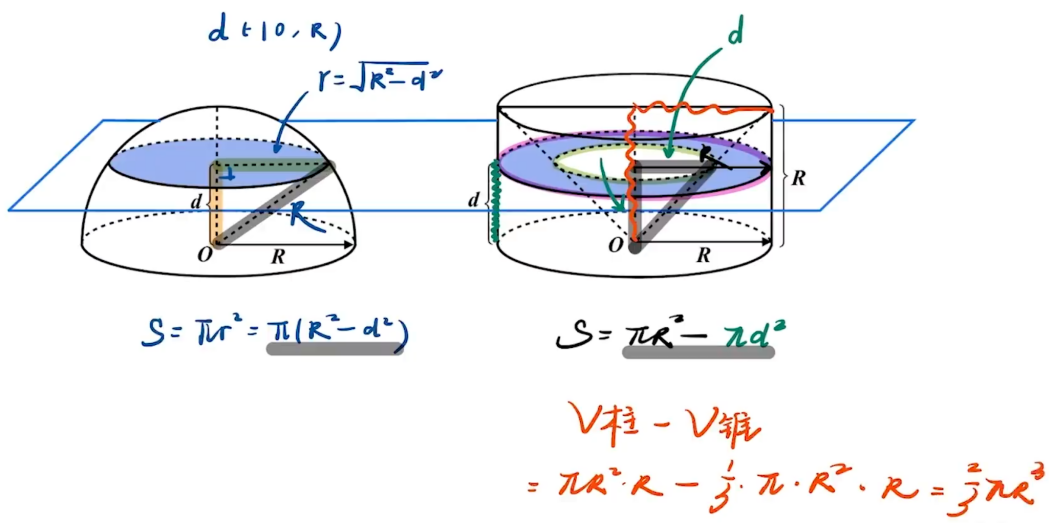 d ∈ (0, R)
d
r = √(R² − d²)
d
R
O
R
R
d
R
O
R
S = πr² = π(R² − d²)
S = πR² − πd²
V柱 − V锥
= πR²·R − 1/3·π·R²·R = 2/3πR³